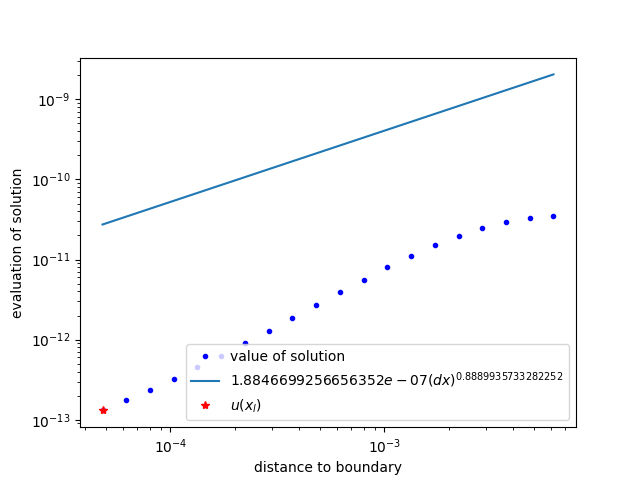 10⁻⁹
10⁻¹⁰
10⁻¹¹
10⁻¹²
10⁻¹³
evaluation of solution
value of solution
1.8846699256656352e − 07(dx)^0.8889935733282252
u(x_l)
10⁻⁴
10⁻³
distance to boundary